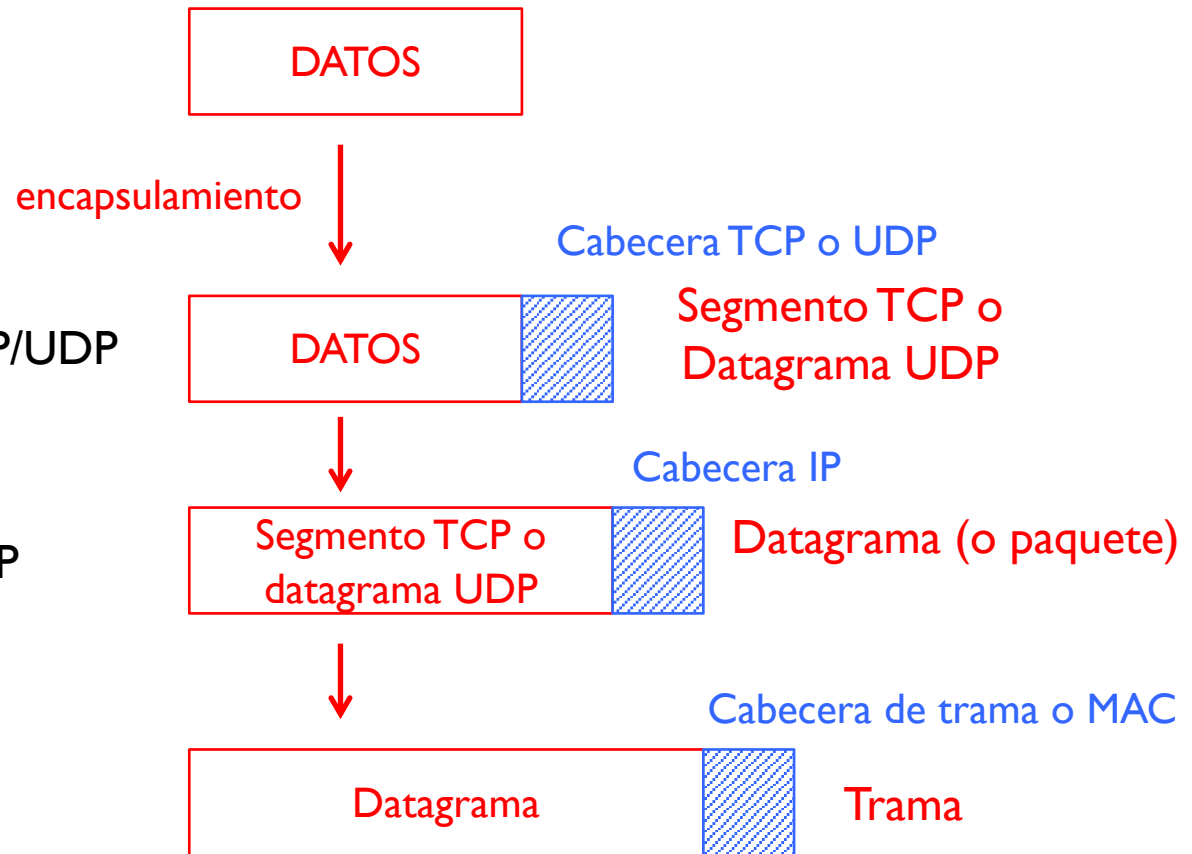 DATOS
encapsulamiento
Cabecera TCP o UDP
P/UDP
DATOS
Segmento TCP o
Datagrama UDP
Cabecera IP
P
Segmento TCP o
datagrama UDP
Datagrama (o paquete)
Cabecera de trama o MAC
Datagrama
Trama